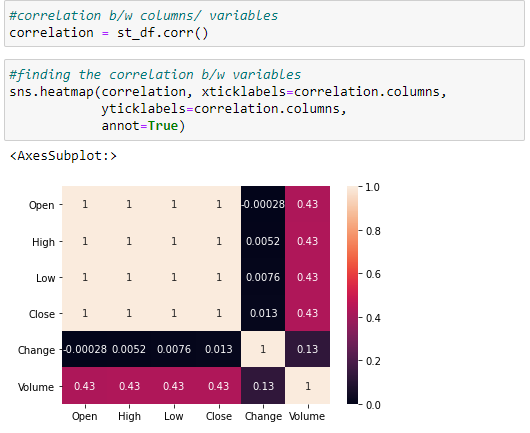 #correlation b/w columns/ variables
correlation = st_df.corr()
#finding the correlation b/w variables
sns.heatmap(correlation, xticklabels=correlation.columns,
yticklabels=correlation.columns,
annot=True)
<AxesSubplot:>
Open 1 1 1 1 -0.00028 0.43
High 1 1 1 1 0.0052 0.43
Low 1 1 1 1 0.0076 0.43
Close 1 1 1 1 0.013 0.43
Change -0.00028 0.0052 0.0076 0.013 1 0.13
Volume 0.43 0.43 0.43 0.43 0.13 1
Open High Low Close Change Volume
1.0
0.8
0.6
0.4
0.2
0.0